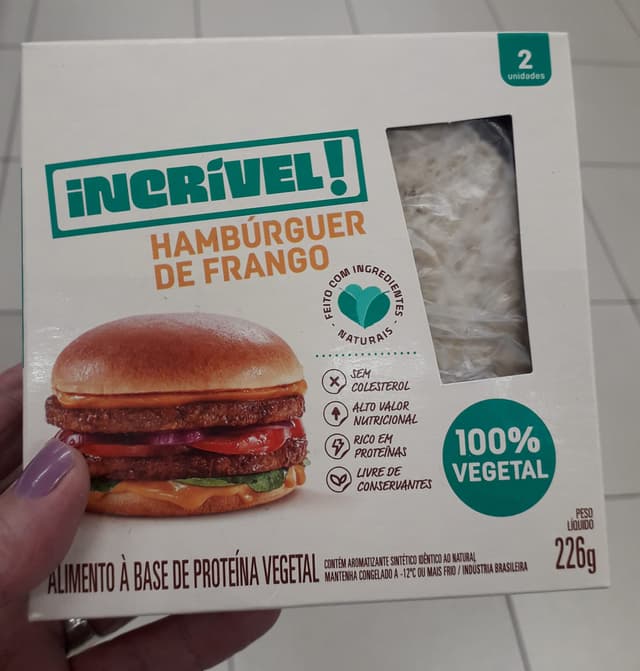 2
unidades
INCRÍVEL!
HAMBÚRGUER
DE FRANGO
FEITO COM INGREDIENTES
NATURAIS
SEM
COLESTEROL
ALTO VALOR
NUTRICIONAL
RICO EM
PROTEÍNAS
LIVRE DE
CONSERVANTES
100%
VEGETAL
PESO
LÍQUIDO
226g
ALIMENTO À BASE DE PROTEÍNA VEGETAL
CONTÉM AROMATIZANTE SINTÉTICO IDÊNTICO AO NATURAL
MANTENHA CONGELADO A -12°C OU MAIS FRIO / INDÚSTRIA BRASILEIRA